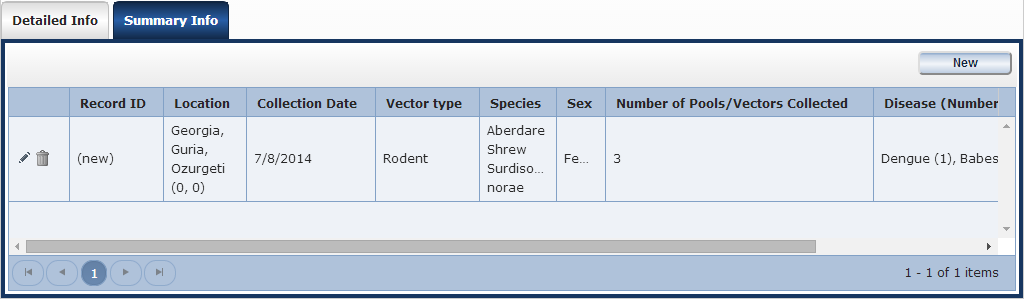 Detailed Info
Summary Info
New
Record ID
Location
Collection Date
Vector type
Species
Sex
Number of Pools/Vectors Collected
Disease (Number
(new)
Georgia,
Guria,
Ozurgeti
(0, 0)
7/8/2014
Rodent
Aberdare
Shrew
Surdiso...
norae
Fe...
3
Dengue (1), Babes
1
1 - 1 of 1 items